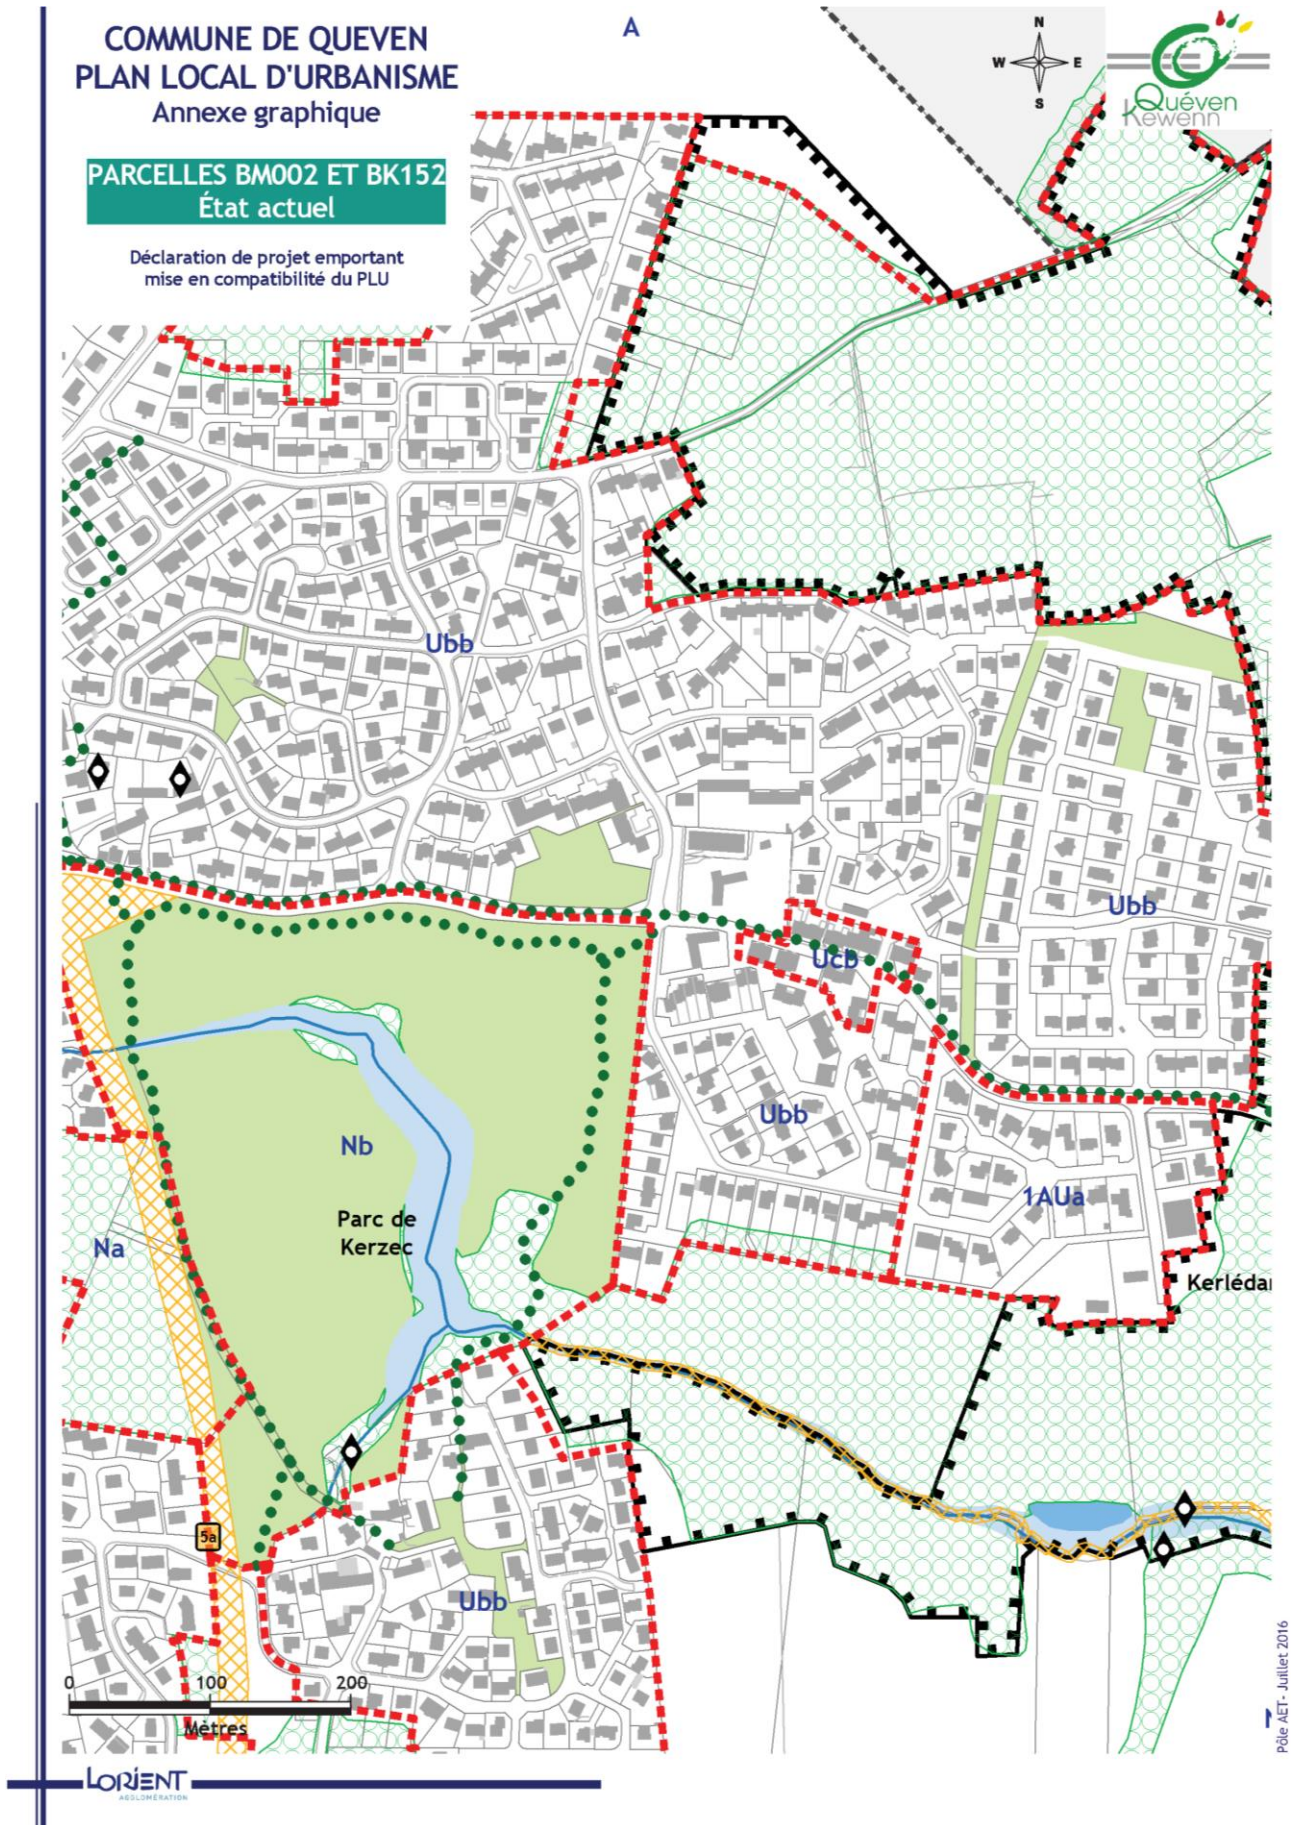 COMMUNE DE QUEVEN
PLAN LOCAL D'URBANISME
Annexe graphique
PARCELLES BM002 ET BK152
État actuel
Déclaration de projet emportant
mise en compatibilité du PLU
A
N
W E
S
Quéven
Kewenn
Ubb
Ubb
Ucb
Ubb
Nb
1AUa
Parc de
Kerzec
Na
Kerléda
5a
Ubb
0 100 200
Mètres
Pôle AET - Juillet 2016
LORIENT
AGGLOMÉRATION